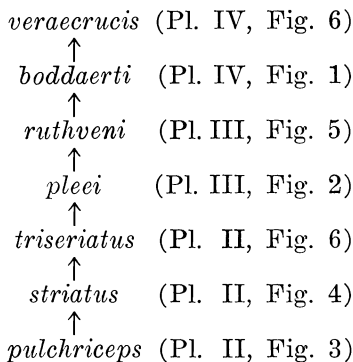 veraecrucis (Pl. IV, Fig. 6)
↑
boddaerti (Pl. IV, Fig. 1)
↑
ruthveni (Pl. III, Fig. 5)
↑
pleei (Pl. III, Fig. 2)
↑
triseriatus (Pl. II, Fig. 6)
↑
striatus (Pl. II, Fig. 4)
↑
pulchriceps (Pl. II, Fig. 3)